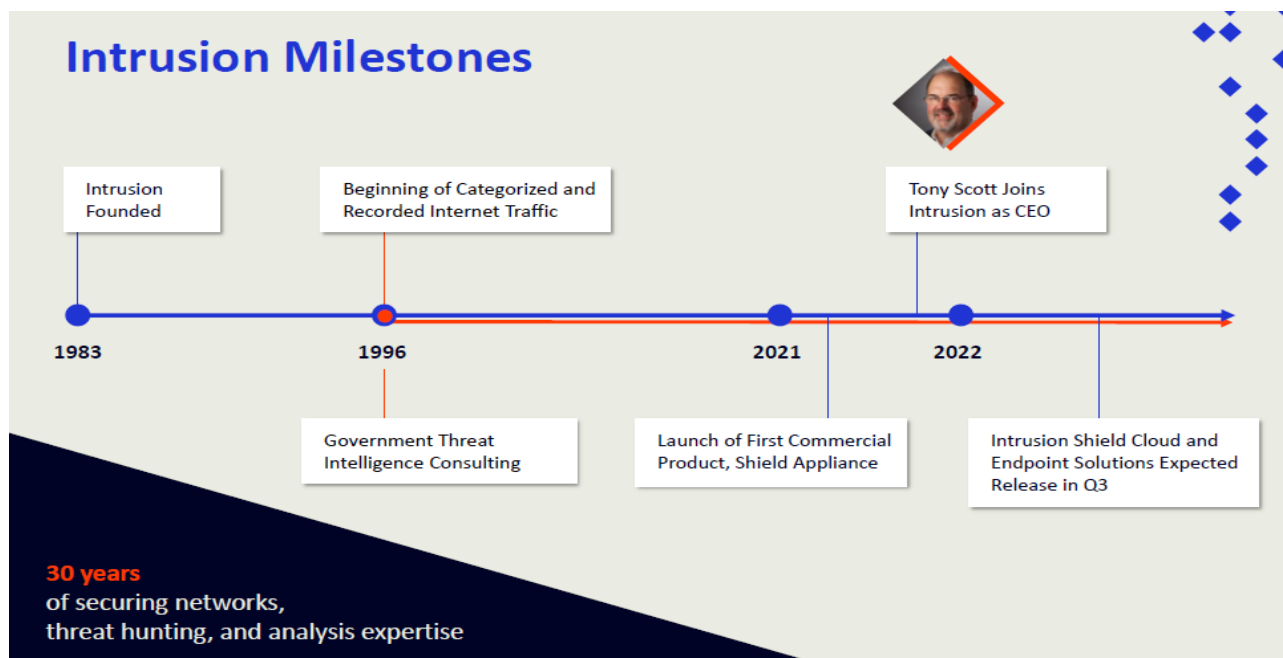 Intrusion Milestones
Intrusion
Founded
Beginning of Categorized and
Recorded Internet Traffic
Tony Scott Joins
Intrusion as CEO
1983
1996
2021
2022
Government Threat
Intelligence Consulting
Launch of First Commercial
Product, Shield Appliance
Intrusion Shield Cloud and
Endpoint Solutions Expected
Release in Q3
30 years
of securing networks,
threat hunting, and analysis expertise